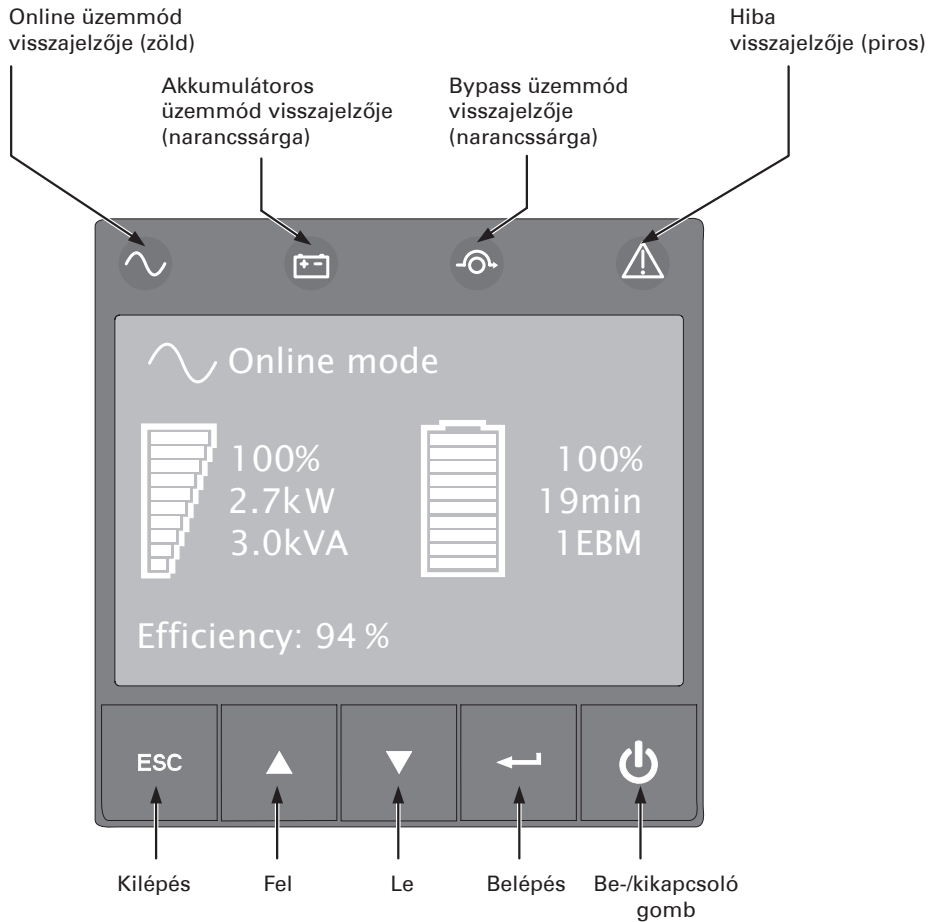 Online üzemmód
visszajelzője (zöld)
Hiba
visszajelzője (piros)
Akkumulátoros
üzemmód visszajelzője
(narancssárga)
Bypass üzemmód
visszajelzője
(narancssárga)
Online mode
100%
2.7kW
3.0kVA
100%
19min
1EBM
Efficiency: 94 %
ESC
Kilépés
Fel
Le
Belépés
Be-/kikapcsoló
gomb